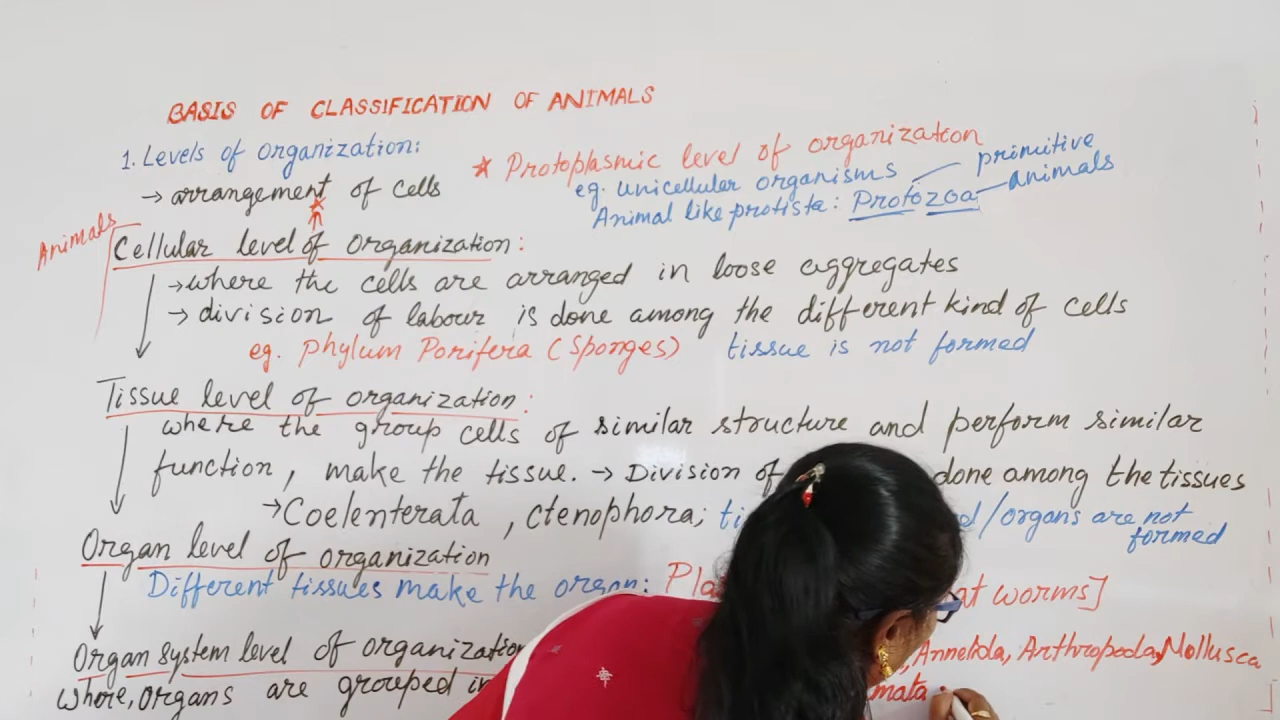 BASIS OF CLASSIFICATION OF ANIMALS
1. Levels of organization:
→ arrangement of cells
★ Protoplasmic level of organization
eg. unicellular organisms
Animal like protista: Protozoa
primitive
animals
Animals
Cellular level of organization:
→ where the cells are arranged in loose aggregates
→ division of labour is done among the different kind of cells
eg. Phylum Porifera (Sponges) tissue is not formed
Tissue level of organization:
where the group cells of similar structure and perform similar
function, make the tissue. → Division of done among the tissues
→ Coelenterata, ctenophora; /organs are not
formed
Organ level of organization
Different tissues make the organ: worms]
Organ system level of organization
, Annelida, Arthropoda, Mollusca
where, organs are grouped